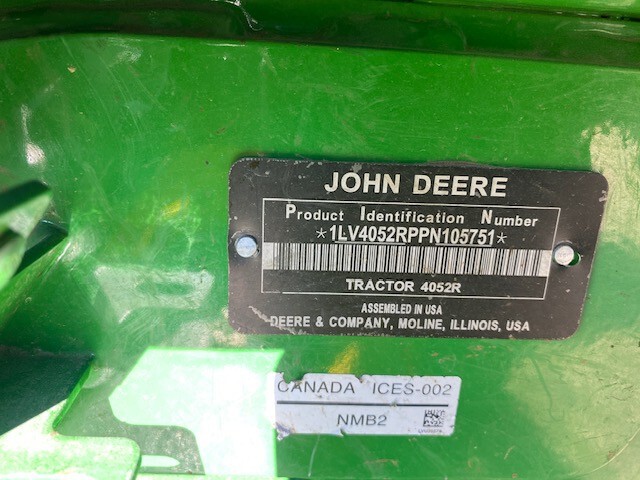 JOHN DEERE
Product Identification Number
*1LV4052RPPN105751*
TRACTOR 4052R
ASSEMBLED IN USA
DEERE & COMPANY, MOLINE, ILLINOIS, USA
CANADA ICES-002
NMB2